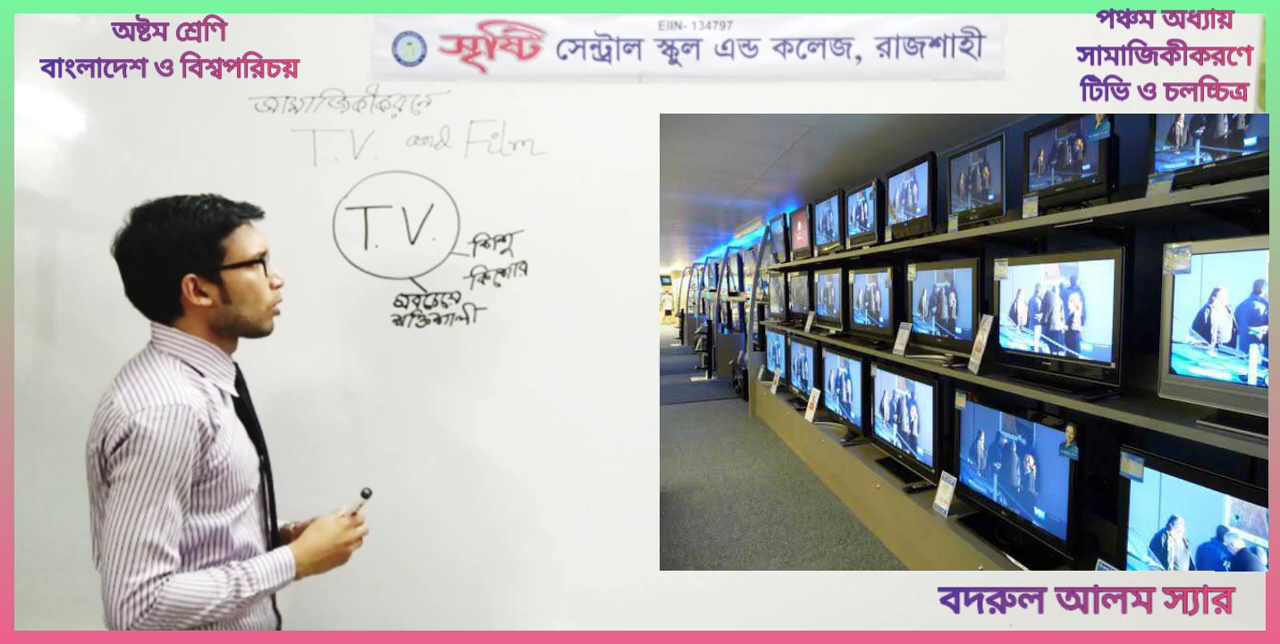 অষ্টম শ্রেণি
বাংলাদেশ ও বিশ্বপরিচয়
EIIN- 134797
সৃষ্টি সেন্ট্রাল স্কুল এন্ড কলেজ, রাজশাহী
পঞ্চম অধ্যায়
সামাজিকীকরণে
টিভি ও চলচ্চিত্র
সামাজিকীকরনে
T.V. and Film
T.V.
শিশু
কিশোর
সবচেয়ে
শক্তিশালী
বদরুল আলম স্যার